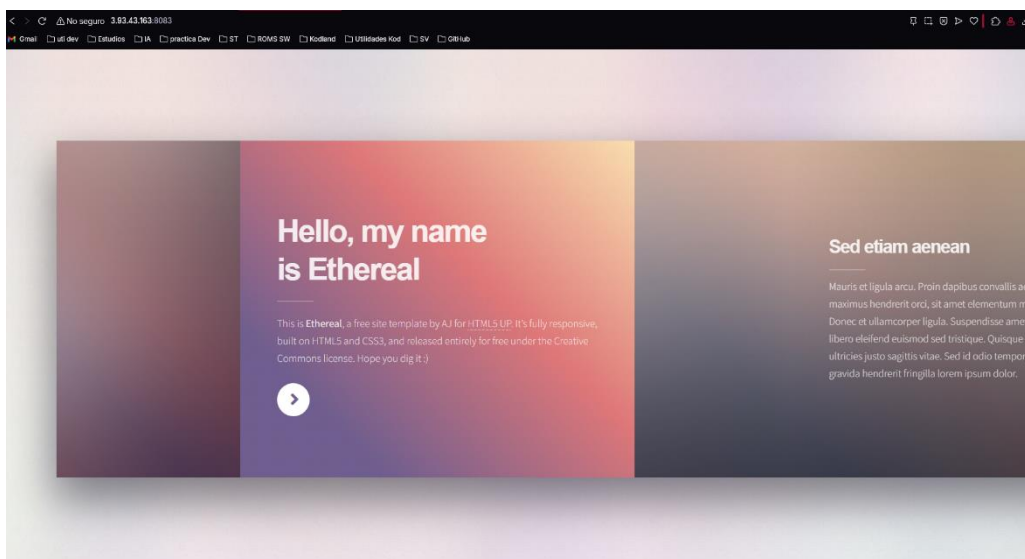 No seguro 3.93.43.163:8083
Gmail uti dev Estudios IA practica Dev ST ROMS SW Kodland Utilidades Kod SV GitHub
Hello, my name
is Ethereal
This is Ethereal, a free site template by AJ for HTML5 UP. It's fully responsive,
built on HTML5 and CSS3, and released entirely for free under the Creative
Commons license. Hope you dig it :)
Sed etiam aenean
Mauris et ligula arcu. Proin dapibus convallis
maximus hendrerit orci, sit amet elementum
Donec et ullamcorper ligula. Suspendisse
libero eleifend euismod sed tristique. Quisque
ultricies justo sagittis vitae. Sed id odio
gravida hendrerit fringilla lorem ipsum dolor.